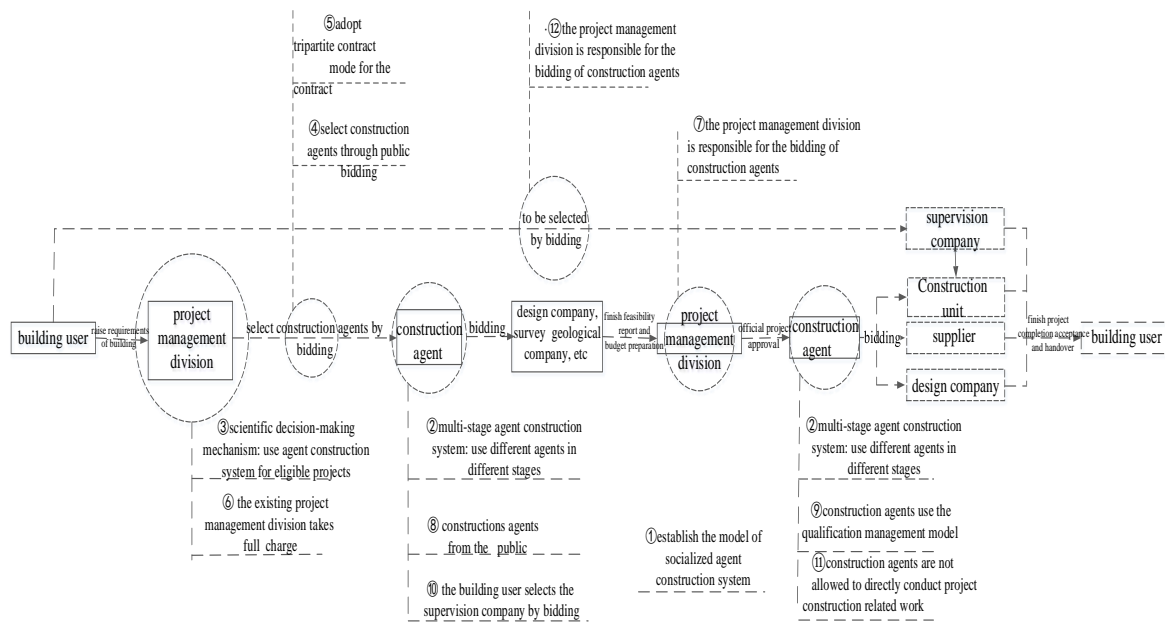 ⑤adopt
tripartite contract
mode for the
contract
④select construction
agents through public
bidding
⑫the project management
division is responsible for the
bidding of construction agents
⑦the project management division
is responsible for the bidding of
construction agents
to be selected
by bidding
supervision
company
building user
raise requirements
of building
project
management
division
select construction agents by
bidding
construction
agent
bidding
design company,
survey geological
company, etc
finish feasibility
report and
budget preparation
project
management
division
official project
approval
construction
agent
bidding
Construction
unit
supplier
design company
finish project
completion acceptance
and handover
building user
③scientific decision-making
mechanism: use agent construction
system for eligible projects
⑥ the existing project
management division takes
full charge
②multi-stage agent construction
system: use different agents in
different stages
⑧ constructions agents
from the public
⑩ the building user selects the
supervision company by bidding
①establish the model of
socialized agent
construction system
②multi-stage agent construction
system: use different agents in
different stages
⑨construction agents use the
qualification management model
⑪construction agents are not
allowed to directly conduct project
construction related work